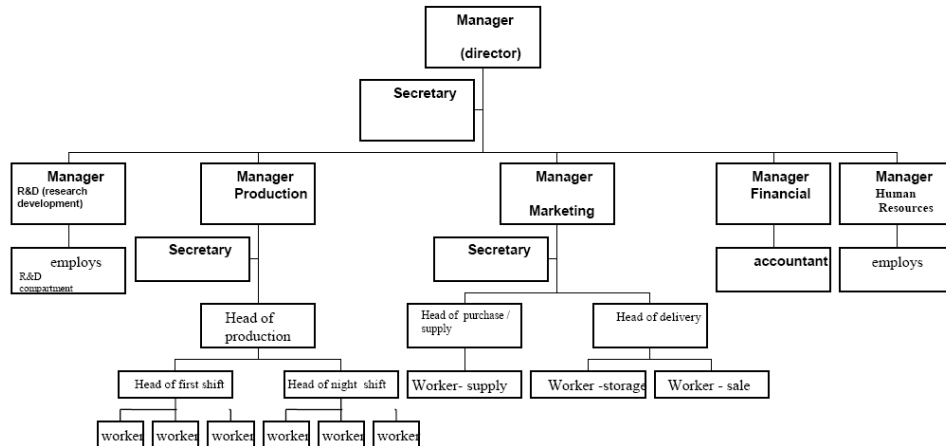 Manager
(director)
Secretary
Manager
R&D (research
development)
Manager
Production
Manager
Marketing
Manager
Financial
Manager
Human
Resources
employs
R&D
compartment
Secretary
Secretary
accountant
employs
Head of
production
Head of purchase /
supply
Head of delivery
Head of first shift
Head of night shift
Worker- supply
Worker -storage
Worker - sale
worker
worker
worker
worker
worker
worker